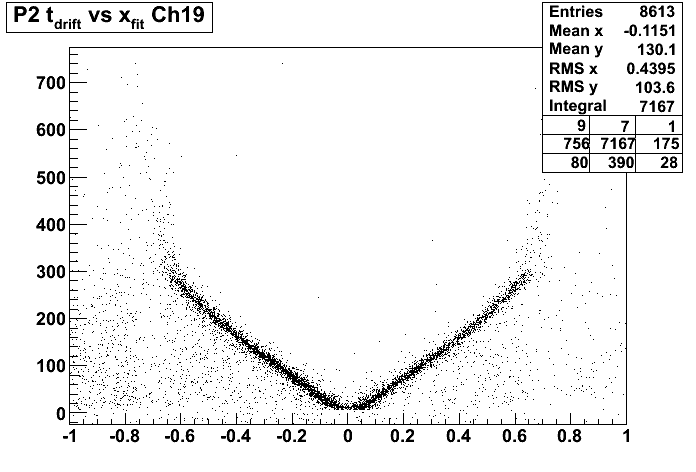 P2 t_drift vs x_fit Ch19
Entries 8613
Mean x -0.1151
Mean y 130.1
RMS x 0.4395
RMS y 103.6
Integral 7167
9 7 1
756 7167 175
80 390 28
700
600
500
400
300
200
100
0
-1 -0.8 -0.6 -0.4 -0.2 0 0.2 0.4 0.6 0.8 1